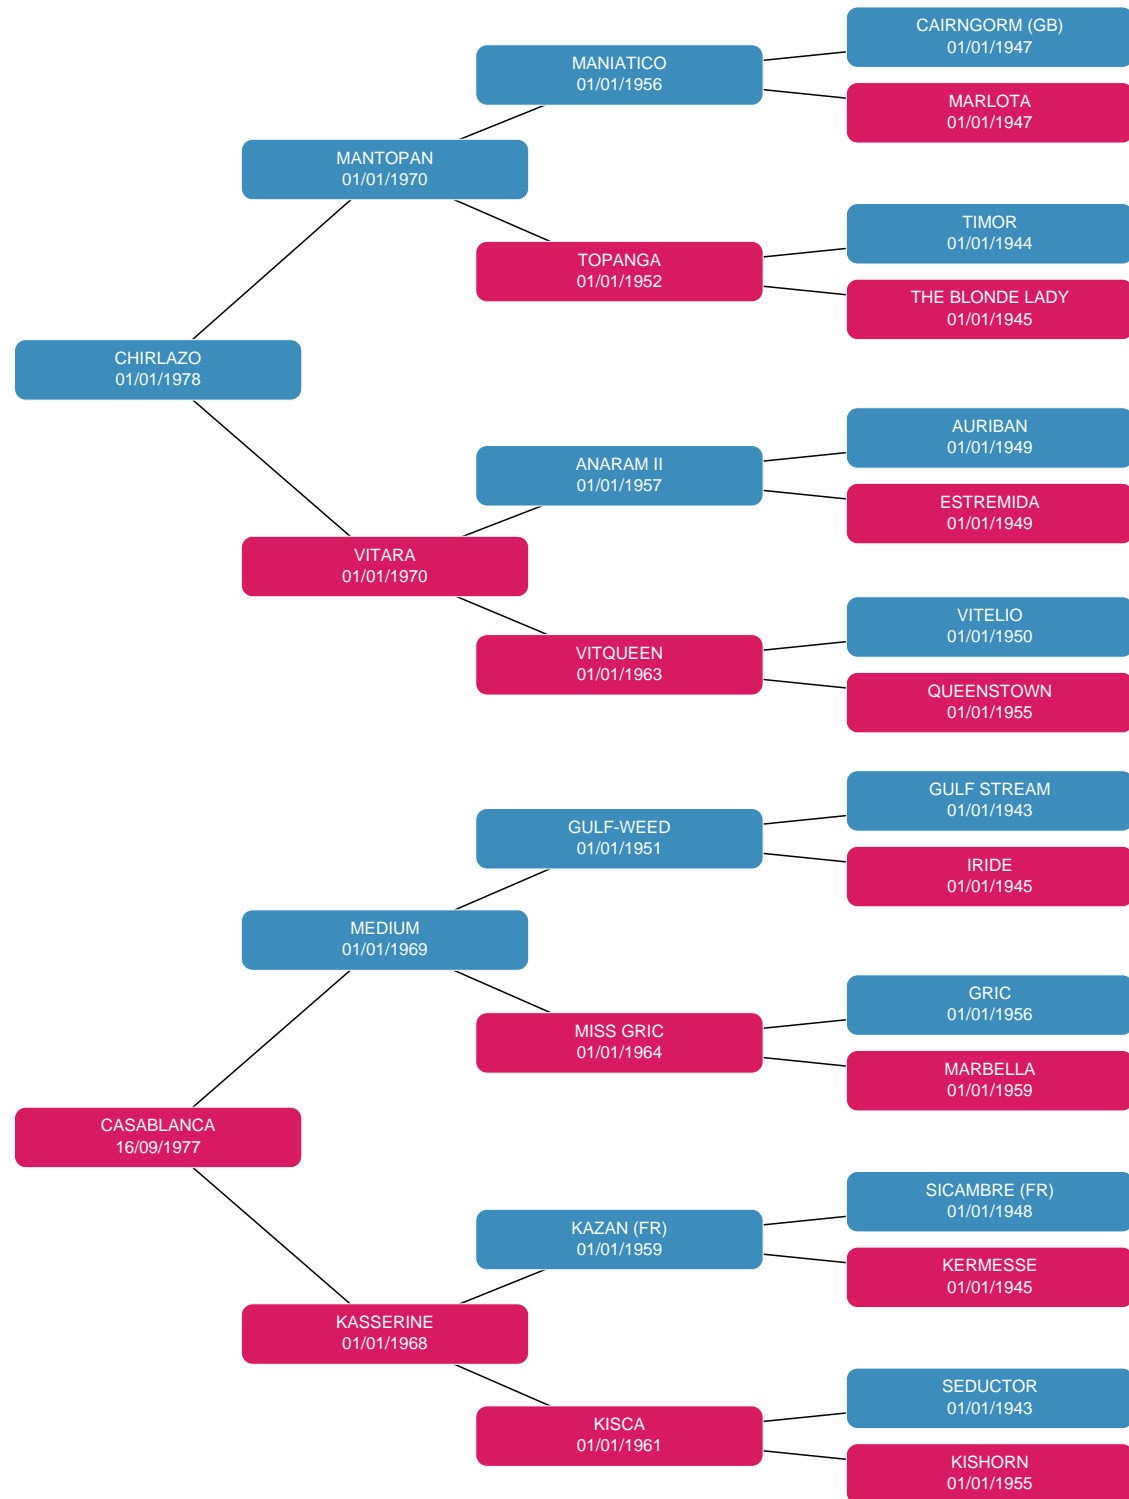 CAIRNGORM (GB)
01/01/1947
MANIATICO
01/01/1956
MARLOTA
01/01/1947
MANTOPAN
01/01/1970
TIMOR
01/01/1944
TOPANGA
01/01/1952
THE BLONDE LADY
01/01/1945
CHIRLAZO
01/01/1978
AURIBAN
01/01/1949
ANARAM II
01/01/1957
ESTREMIDA
01/01/1949
VITARA
01/01/1970
VITELIO
01/01/1950
VITQUEEN
01/01/1963
QUEENSTOWN
01/01/1955
GULF STREAM
01/01/1943
GULF-WEED
01/01/1951
IRIDE
01/01/1945
MEDIUM
01/01/1969
GRIC
01/01/1956
MISS GRIC
01/01/1964
MARBELLA
01/01/1959
CASABLANCA
16/09/1977
SICAMBRE (FR)
01/01/1948
KAZAN (FR)
01/01/1959
KERMESSE
01/01/1945
KASSERINE
01/01/1968
SEDUCTOR
01/01/1943
KISCA
01/01/1961
KISHORN
01/01/1955